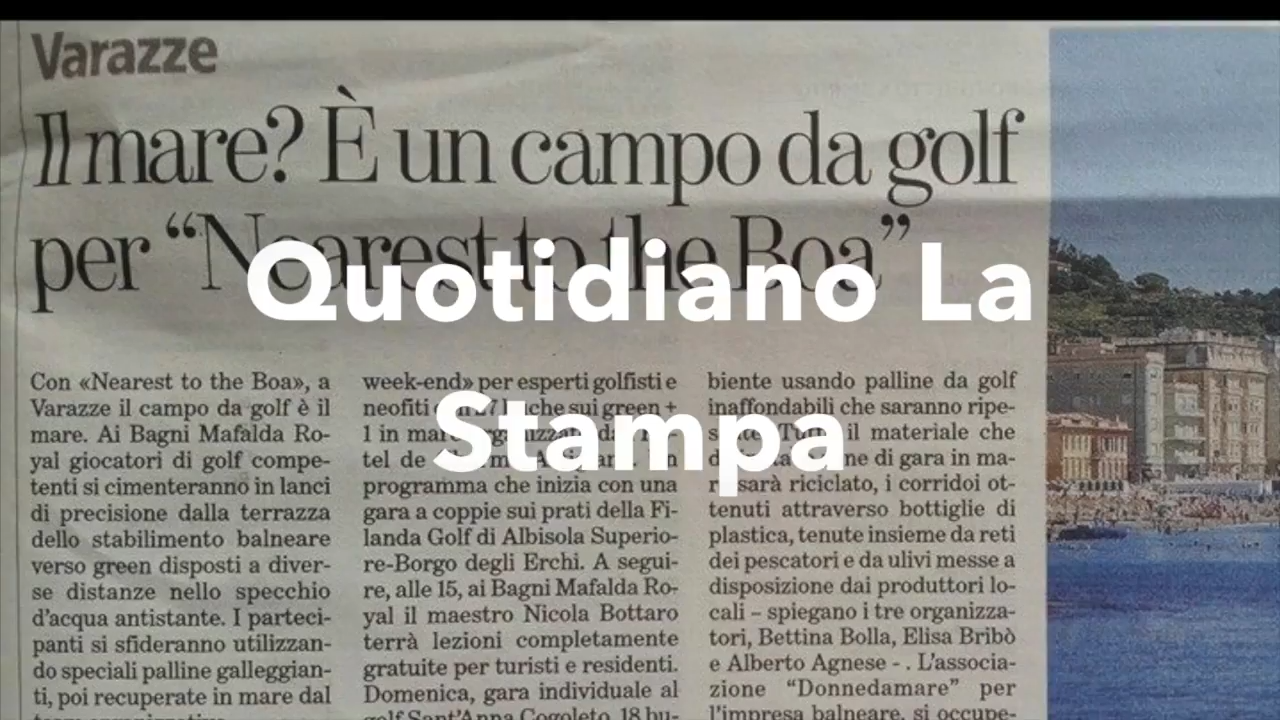 Varazze
Il mare? È un campo da golf
per “Nearest to the Boa”
Quotidiano La
Stampa
Con «Nearest to the Boa», a
Varazze il campo da golf è il
mare. Ai Bagni Mafalda Ro-
yal giocatori di golf compe-
tenti si cimenteranno in lanci
di precisione dalla terrazza
dello stabilimento balneare
verso green disposti a diver-
se distanze nello specchio
d'acqua antistante. I parteci-
panti si sfideranno utilizzan-
do speciali palline galleggian-
ti, poi recuperate in mare dal
week-end» per esperti golfisti e
neofiti sui green +
1 in mare
programma che inizia con una
gara a coppie sui prati della Fi-
landa Golf di Albisola Superio-
re-Borgo degli Erchi. A segui-
re, alle 15, ai Bagni Mafalda Ro-
yal il maestro Nicola Bottaro
terrà lezioni completamente
gratuite per turisti e residenti.
Domenica, gara individuale al
golf Sant'Anna Cogoleto, 18 bu-
biente usando palline da golf
inaffondabili che saranno ripe-
il materiale che
di gara in ma-
re sarà riciclato, i corridoi ot-
tenuti attraverso bottiglie di
plastica, tenute insieme da reti
dei pescatori e da ulivi messe a
disposizione dai produttori lo-
cali – spiegano i tre organizza-
tori, Bettina Bolla, Elisa Bribò
e Alberto Agnese - . L'associa-
zione “Donnedamare” per
l'impresa balneare, si occupe-